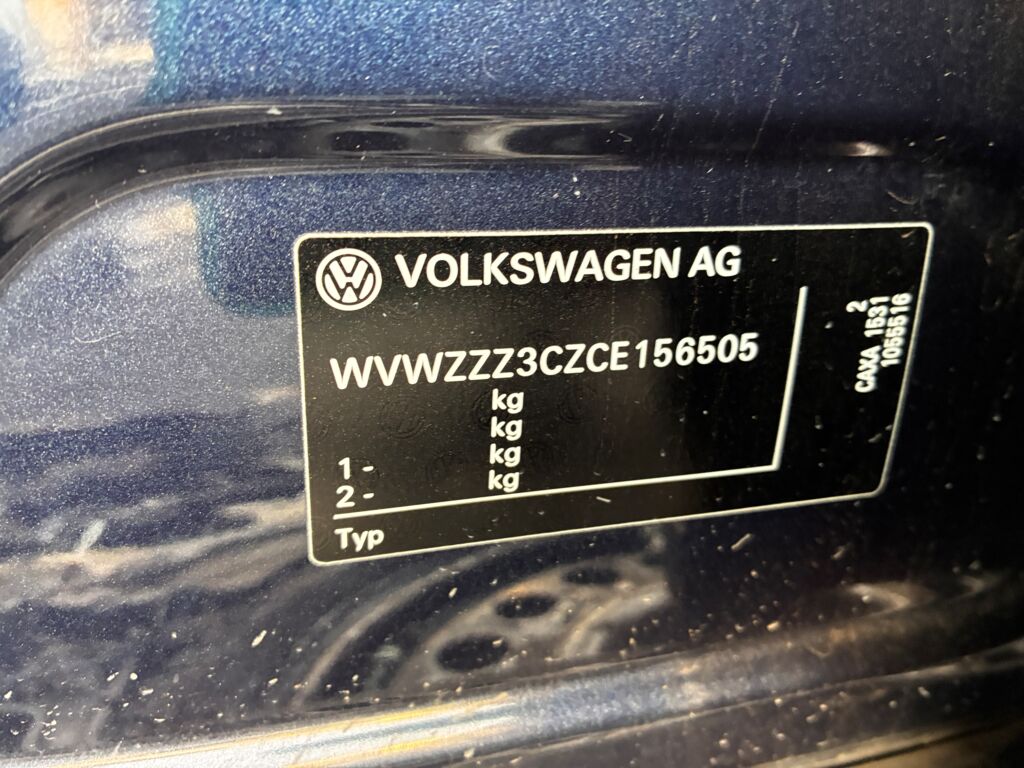 VOLKSWAGEN AG
WVWZZZ3CZCE156505
kg
kg
1 - kg
2 - kg
Typ
2
CAXA 1531
1055516